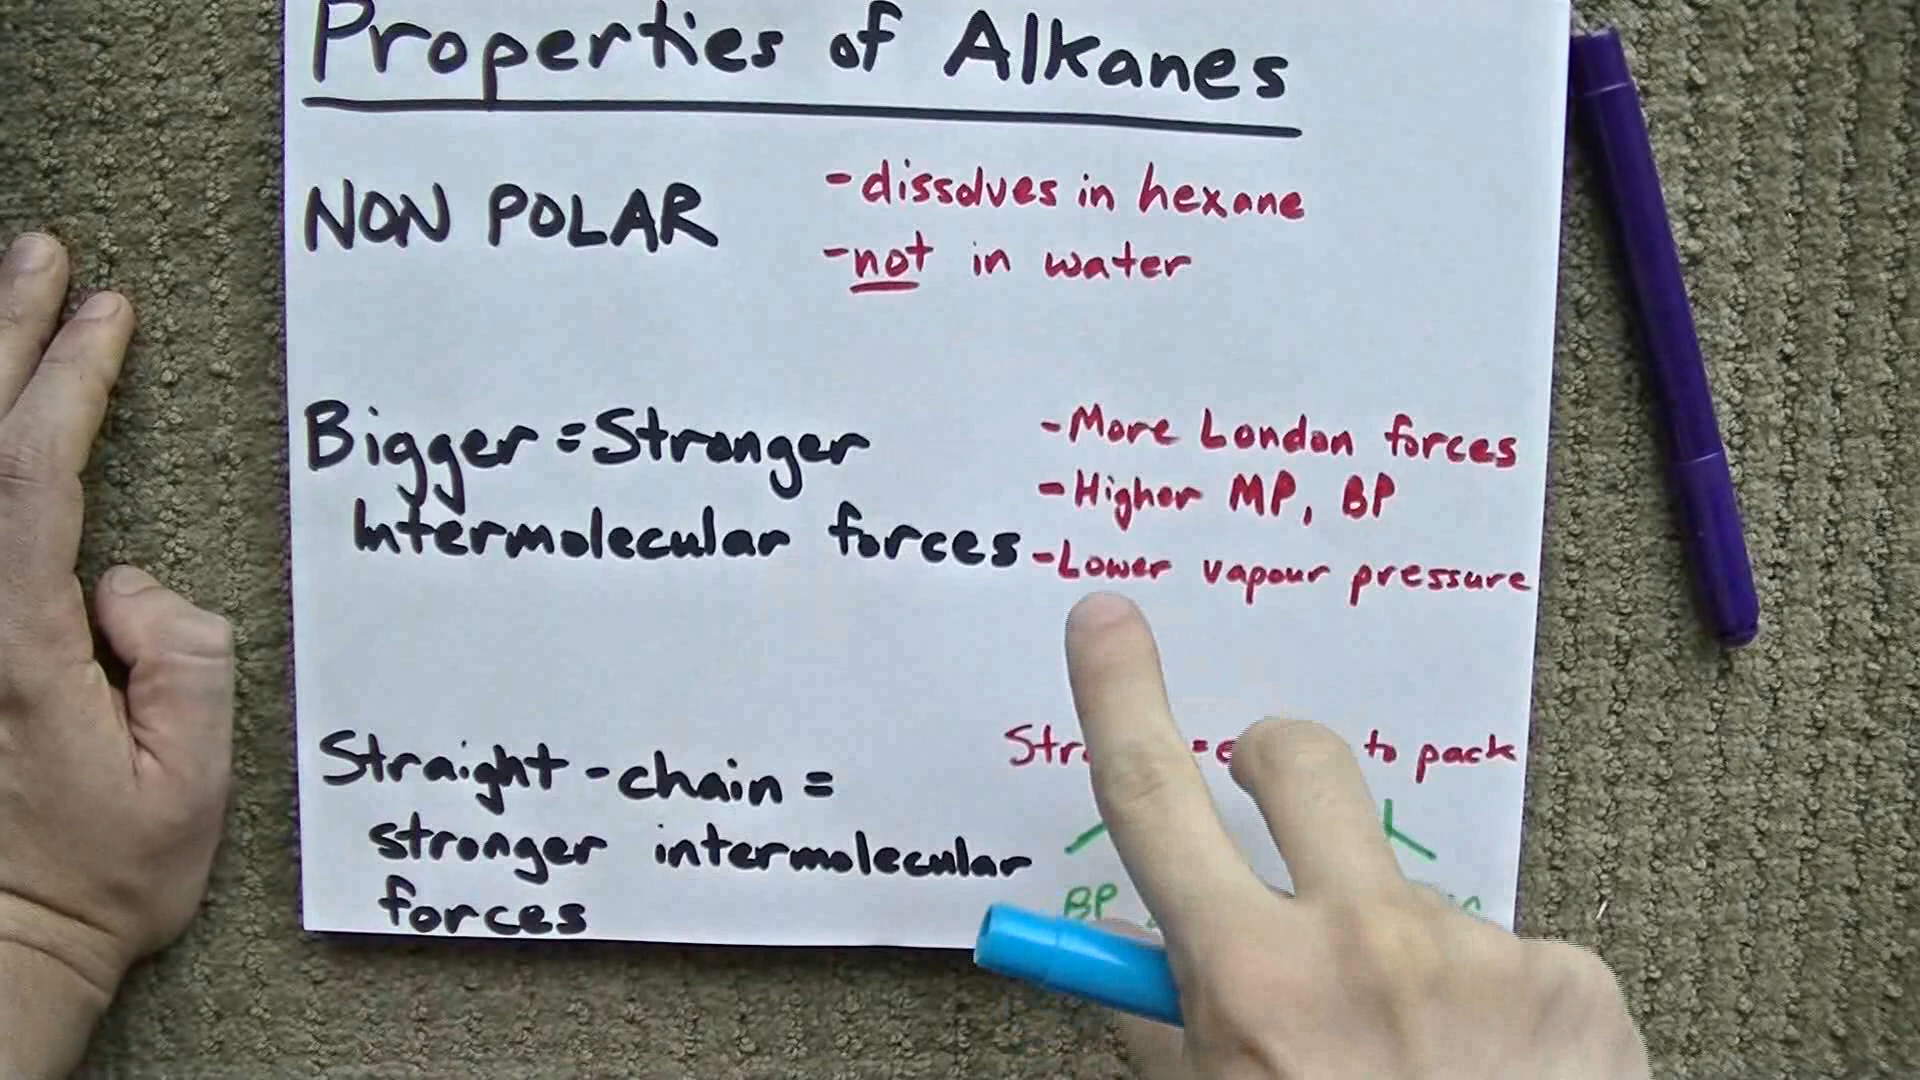 Properties of Alkanes
NON POLAR
-dissolves in hexane
-not in water
Bigger = Stronger
Intermolecular forces
-More London forces
-Higher MP, BP
-Lower vapour pressure
Straight-chain =
stronger intermolecular
forces
to pack
BP